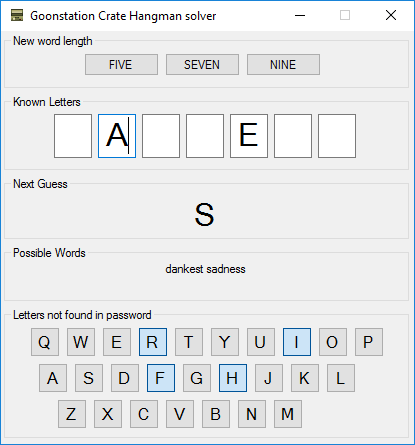 Goonstation Crate Hangman solver
New word length
FIVE SEVEN NINE
Known Letters
A E
Next Guess
S
Possible Words
dankest sadness
Letters not found in password
Q W E R T Y U I O P
A S D F G H J K L
Z X C V B N M